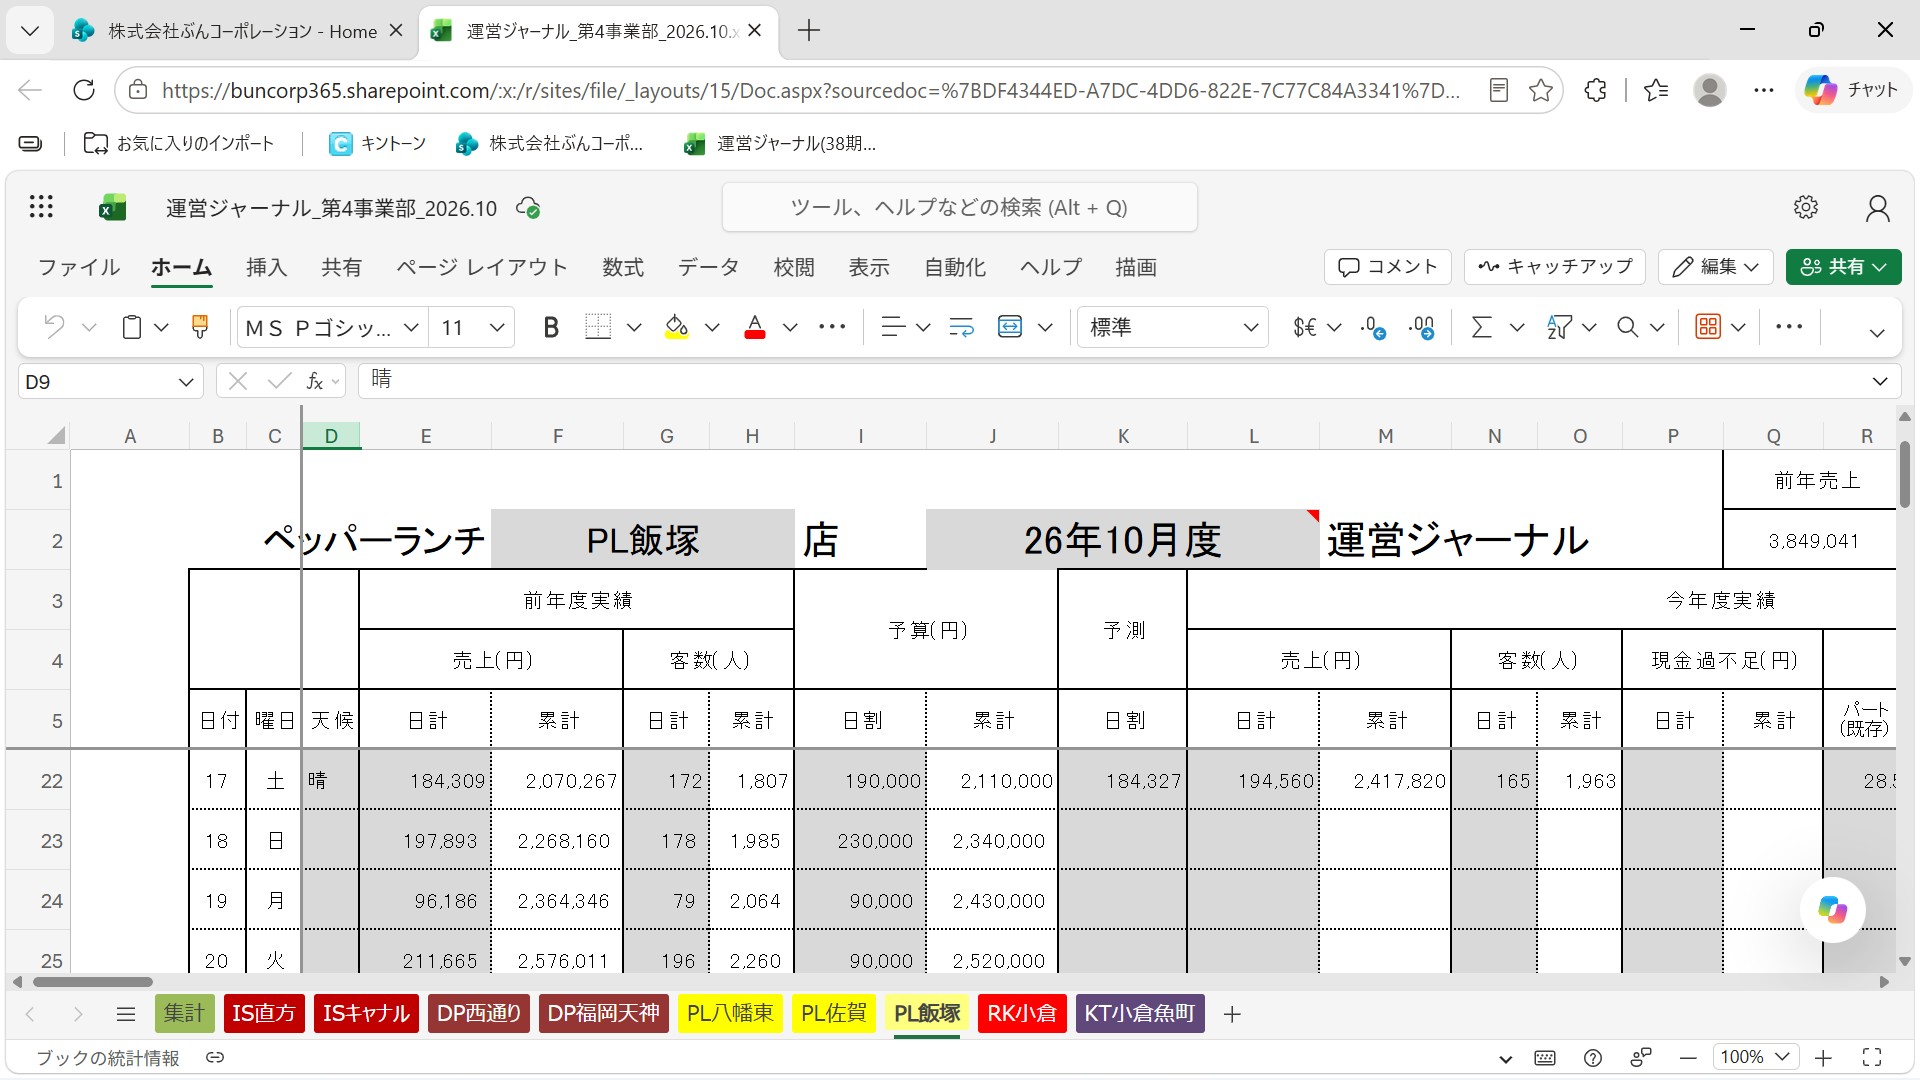 株式会社ぶんコーポレーション - Home
運営ジャーナル_第4事業部_2026.10.x
https://buncorp365.sharepoint.com/:x:/r/sites/file/_layouts/15/Doc.aspx?sourcedoc=%7BDF4344ED-A7DC-4DD6-822E-7C77C84A3341%7D...
チャット
お気に入りのインポート
キントーン
株式会社ぶんコーポ...
運営ジャーナル(38期...
運営ジャーナル_第4事業部_2026.10
ツール、ヘルプなどの検索 (Alt + Q)
ファイル ホーム 挿入 共有 ページ レイアウト 数式 データ 校閲 表示 自動化 ヘルプ 描画
コメント キャッチアップ 編集 共有
ＭＳ Ｐゴシッ... 11 B 標準
D9 fx 晴
A B C D E F G H I J K L M N O P Q R
1 前年売上
2 ペッパーランチ PL飯塚 店 26年10月度 運営ジャーナル 3,849,041
3 前年度実績 予算(円) 予測 今年度実績
4 売上(円) 客数(人) 売上(円) 客数(人) 現金過不足(円)
5 日付 曜日 天候 日計 累計 日計 累計 日割 累計 日割 日計 累計 日計 累計 日計 累計 パート(既存)
22 17 土 晴 184,309 2,070,267 172 1,807 190,000 2,110,000 184,327 194,560 2,417,820 165 1,963 28.5
23 18 日 197,893 2,268,160 178 1,985 230,000 2,340,000
24 19 月 96,186 2,364,346 79 2,064 90,000 2,430,000
25 20 火 211,665 2,576,011 196 2,260 90,000 2,520,000
集計 IS直方 ISキャナル DP西通り DP福岡天神 PL八幡東 PL佐賀 PL飯塚 RK小倉 KT小倉魚町
ブックの統計情報
100%